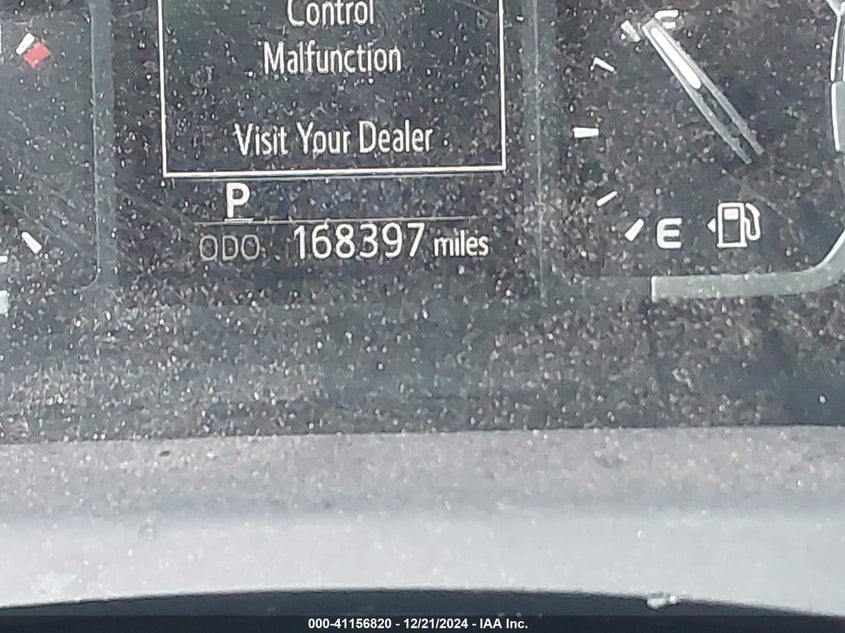 Control
Malfunction
Visit Your Dealer
P
ODO 168397 miles
F
E
000-41156820 - 12/21/2024 - IAA Inc.